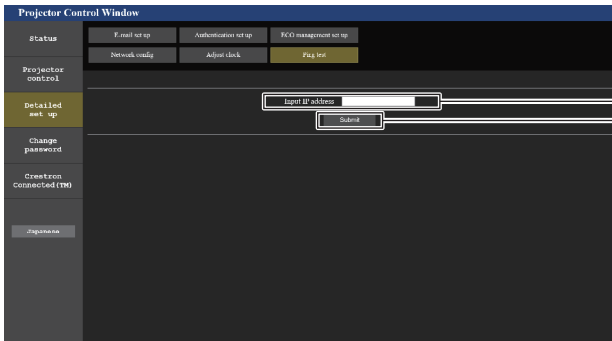 Projector Control Window
Status
Projector
control
Detailed
set up
Change
password
Crestron
Connected(TM)
Japanese
E-mail set up
Authentication set up
ECO management set up
Network config
Adjust clock
Ping test
Input IP address
Submit